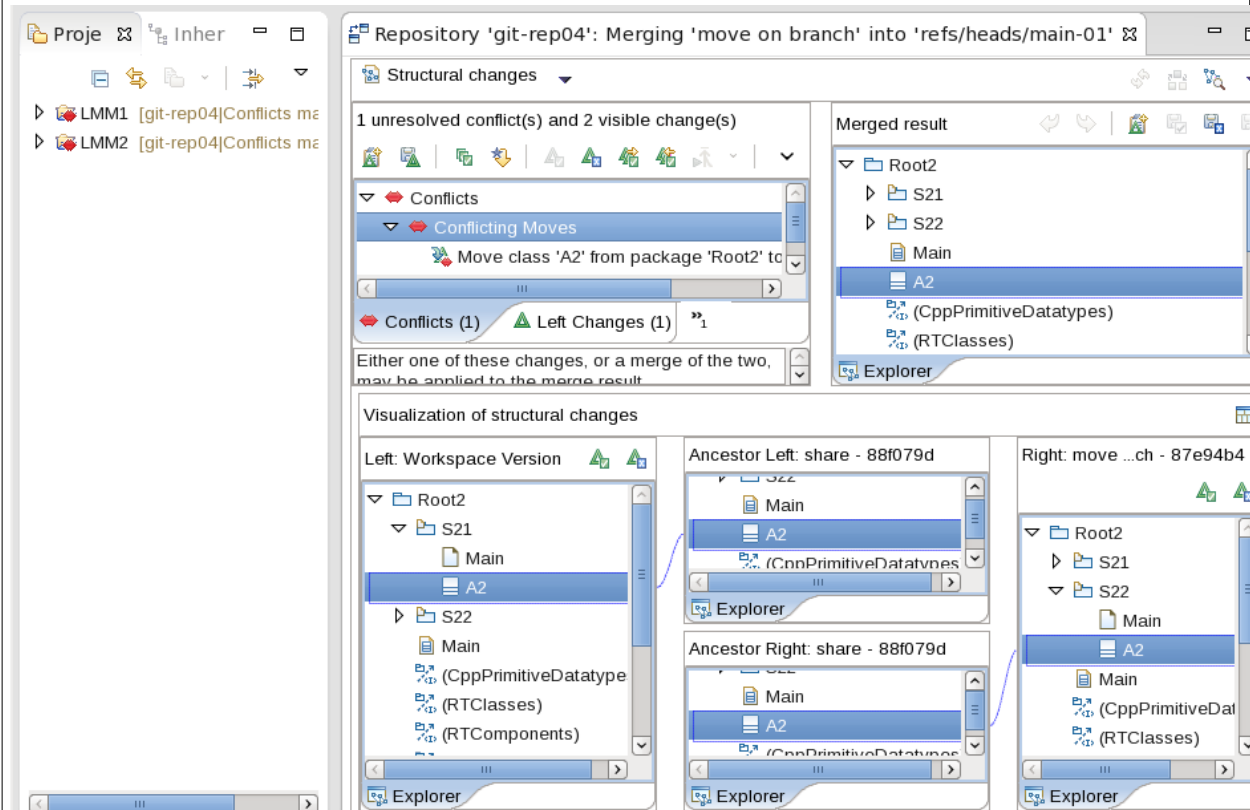 Proje
Inher
LMM1 [git-rep04|Conflicts ma
LMM2 [git-rep04|Conflicts ma
Repository 'git-rep04': Merging 'move on branch' into 'refs/heads/main-01'
Structural changes
1 unresolved conflict(s) and 2 visible change(s)
Conflicts
Conflicting Moves
Move class 'A2' from package 'Root2' to
Conflicts (1)
Left Changes (1)
»1
Either one of these changes, or a merge of the two,
may be applied to the merge result
Merged result
Root2
S21
S22
Main
A2
(CppPrimitiveDatatypes)
(RTClasses)
Explorer
Visualization of structural changes
Left: Workspace Version
Root2
S21
Main
A2
S22
Main
(CppPrimitiveDatatype
(RTClasses)
(RTComponents)
Explorer
Ancestor Left: share - 88f079d
S22
Main
A2
(CppPrimitiveDatatypes
Explorer
Ancestor Right: share - 88f079d
Main
A2
(CppPrimitiveDatatypes
Explorer
Right: move ...ch - 87e94b4
Root2
S21
S22
Main
A2
Main
(CppPrimitiveDat
(RTClasses)
Explorer